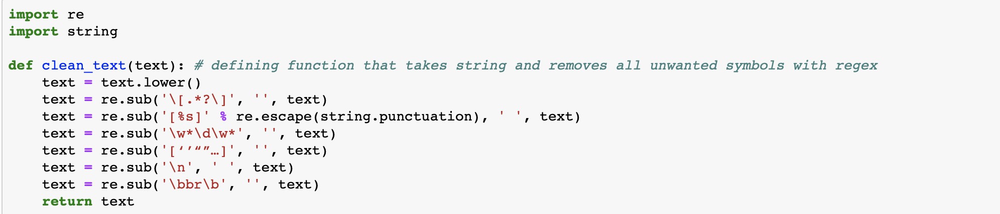 import re
import string
def clean_text(text): # defining function that takes string and removes all unwanted symbols with regex
text = text.lower()
text = re.sub('\[.*?\]', '', text)
text = re.sub('[%s]' % re.escape(string.punctuation), ' ', text)
text = re.sub('\w*\d\w*', '', text)
text = re.sub('[‘’“”…]', '', text)
text = re.sub('\n', ' ', text)
text = re.sub('\bbr\b', '', text)
return text